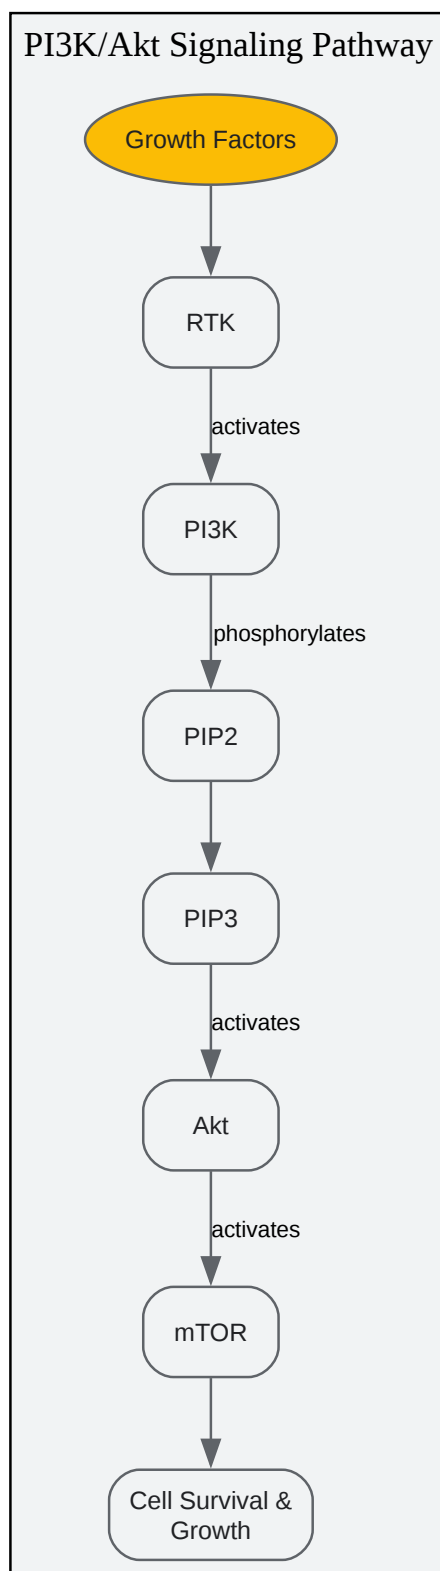 PI3K/Akt Signaling Pathway
Growth Factors
RTK
activates
PI3K
phosphorylates
PIP2
PIP3
activates
Akt
activates
mTOR
Cell Survival &
Growth